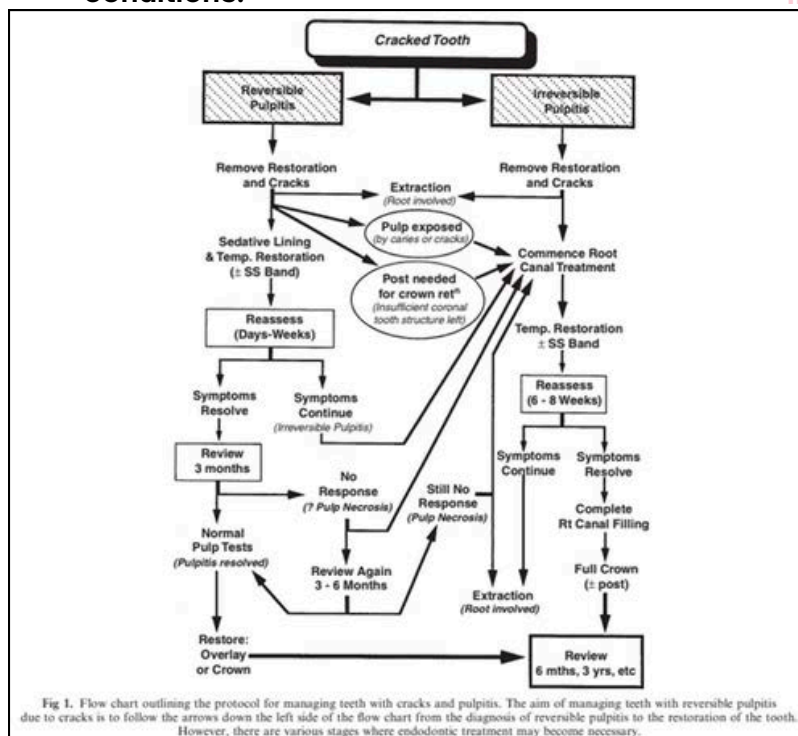 conditions:
Cracked Tooth
Reversible
Pulpitis
Irreversible
Pulpitis
Remove Restoration
and Cracks
Extraction
(Root involved)
Remove Restoration
and Cracks
Pulp exposed
(by caries or cracks)
Sedative Lining
& Temp. Restoration
(± SS Band)
Post needed
for crown retⁿ
(Insufficient coronal
tooth structure left)
Commence Root
Canal Treatment
Reassess
(Days-Weeks)
Temp. Restoration
± SS Band
Reassess
(6 - 8 Weeks)
Symptoms
Resolve
Symptoms
Continue
(Irreversible Pulpitis)
Review
3 months
Symptoms
Continue
Symptoms
Resolve
No
Response
(? Pulp Necrosis)
Still No
Response
(Pulp Necrosis)
Complete
Rt Canal Filling
Normal
Pulp Tests
(Pulpitis resolved)
Review Again
3 - 6 Months
Extraction
(Root involved)
Full Crown
(± post)
Restore:
Overlay
or Crown
Review
6 mths, 3 yrs, etc
Fig 1. Flow chart outlining the protocol for managing teeth with cracks and pulpitis. The aim of managing teeth with reversible pulpitis
due to cracks is to follow the arrows down the left side of the flow chart from the diagnosis of reversible pulpitis to the restoration of the tooth.
However, there are various stages where endodontic treatment may become necessary.